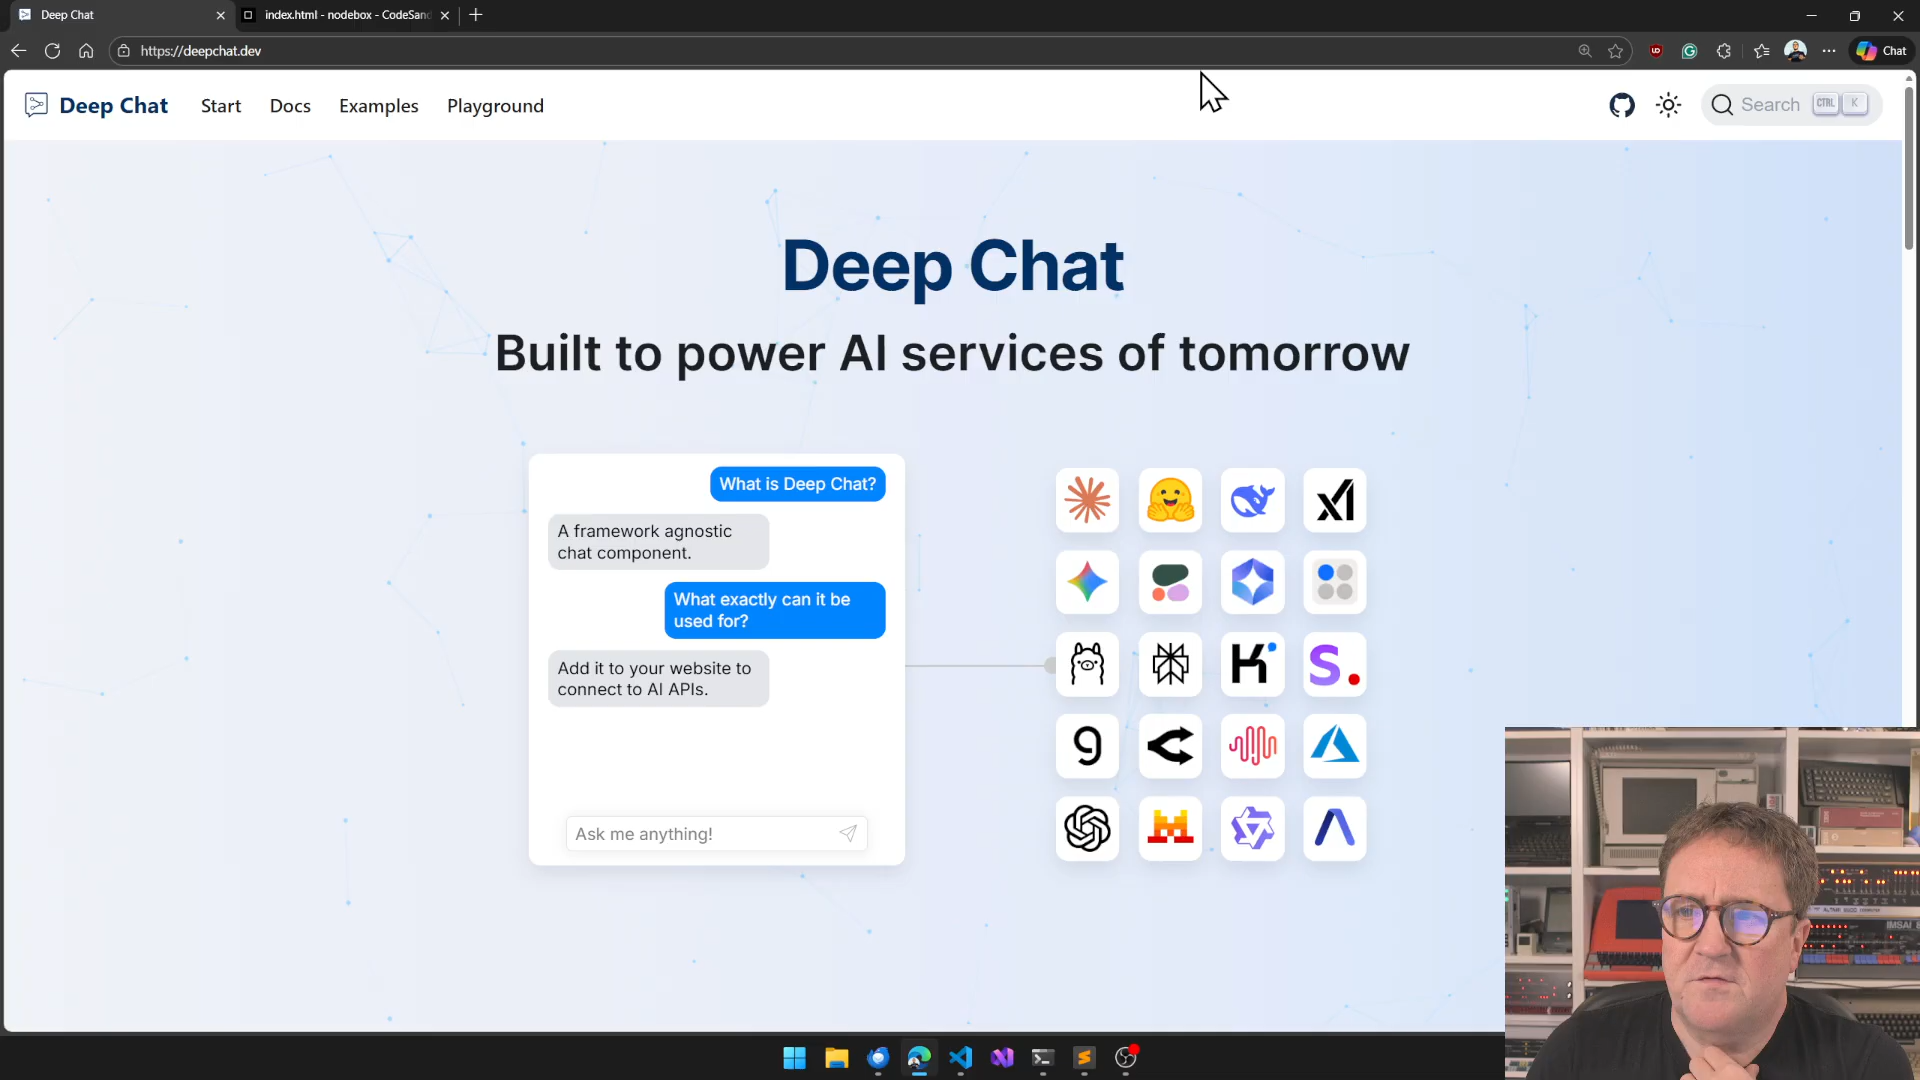 Deep Chat
index.html - nodebox - CodeSand
https://deepchat.dev
Chat
Deep Chat
Start
Docs
Examples
Playground
Search
CTRL
K
Deep Chat
Built to power AI services of tomorrow
What is Deep Chat?
A framework agnostic
chat component.
What exactly can it be
used for?
Add it to your website to
connect to AI APIs.
Ask me anything!